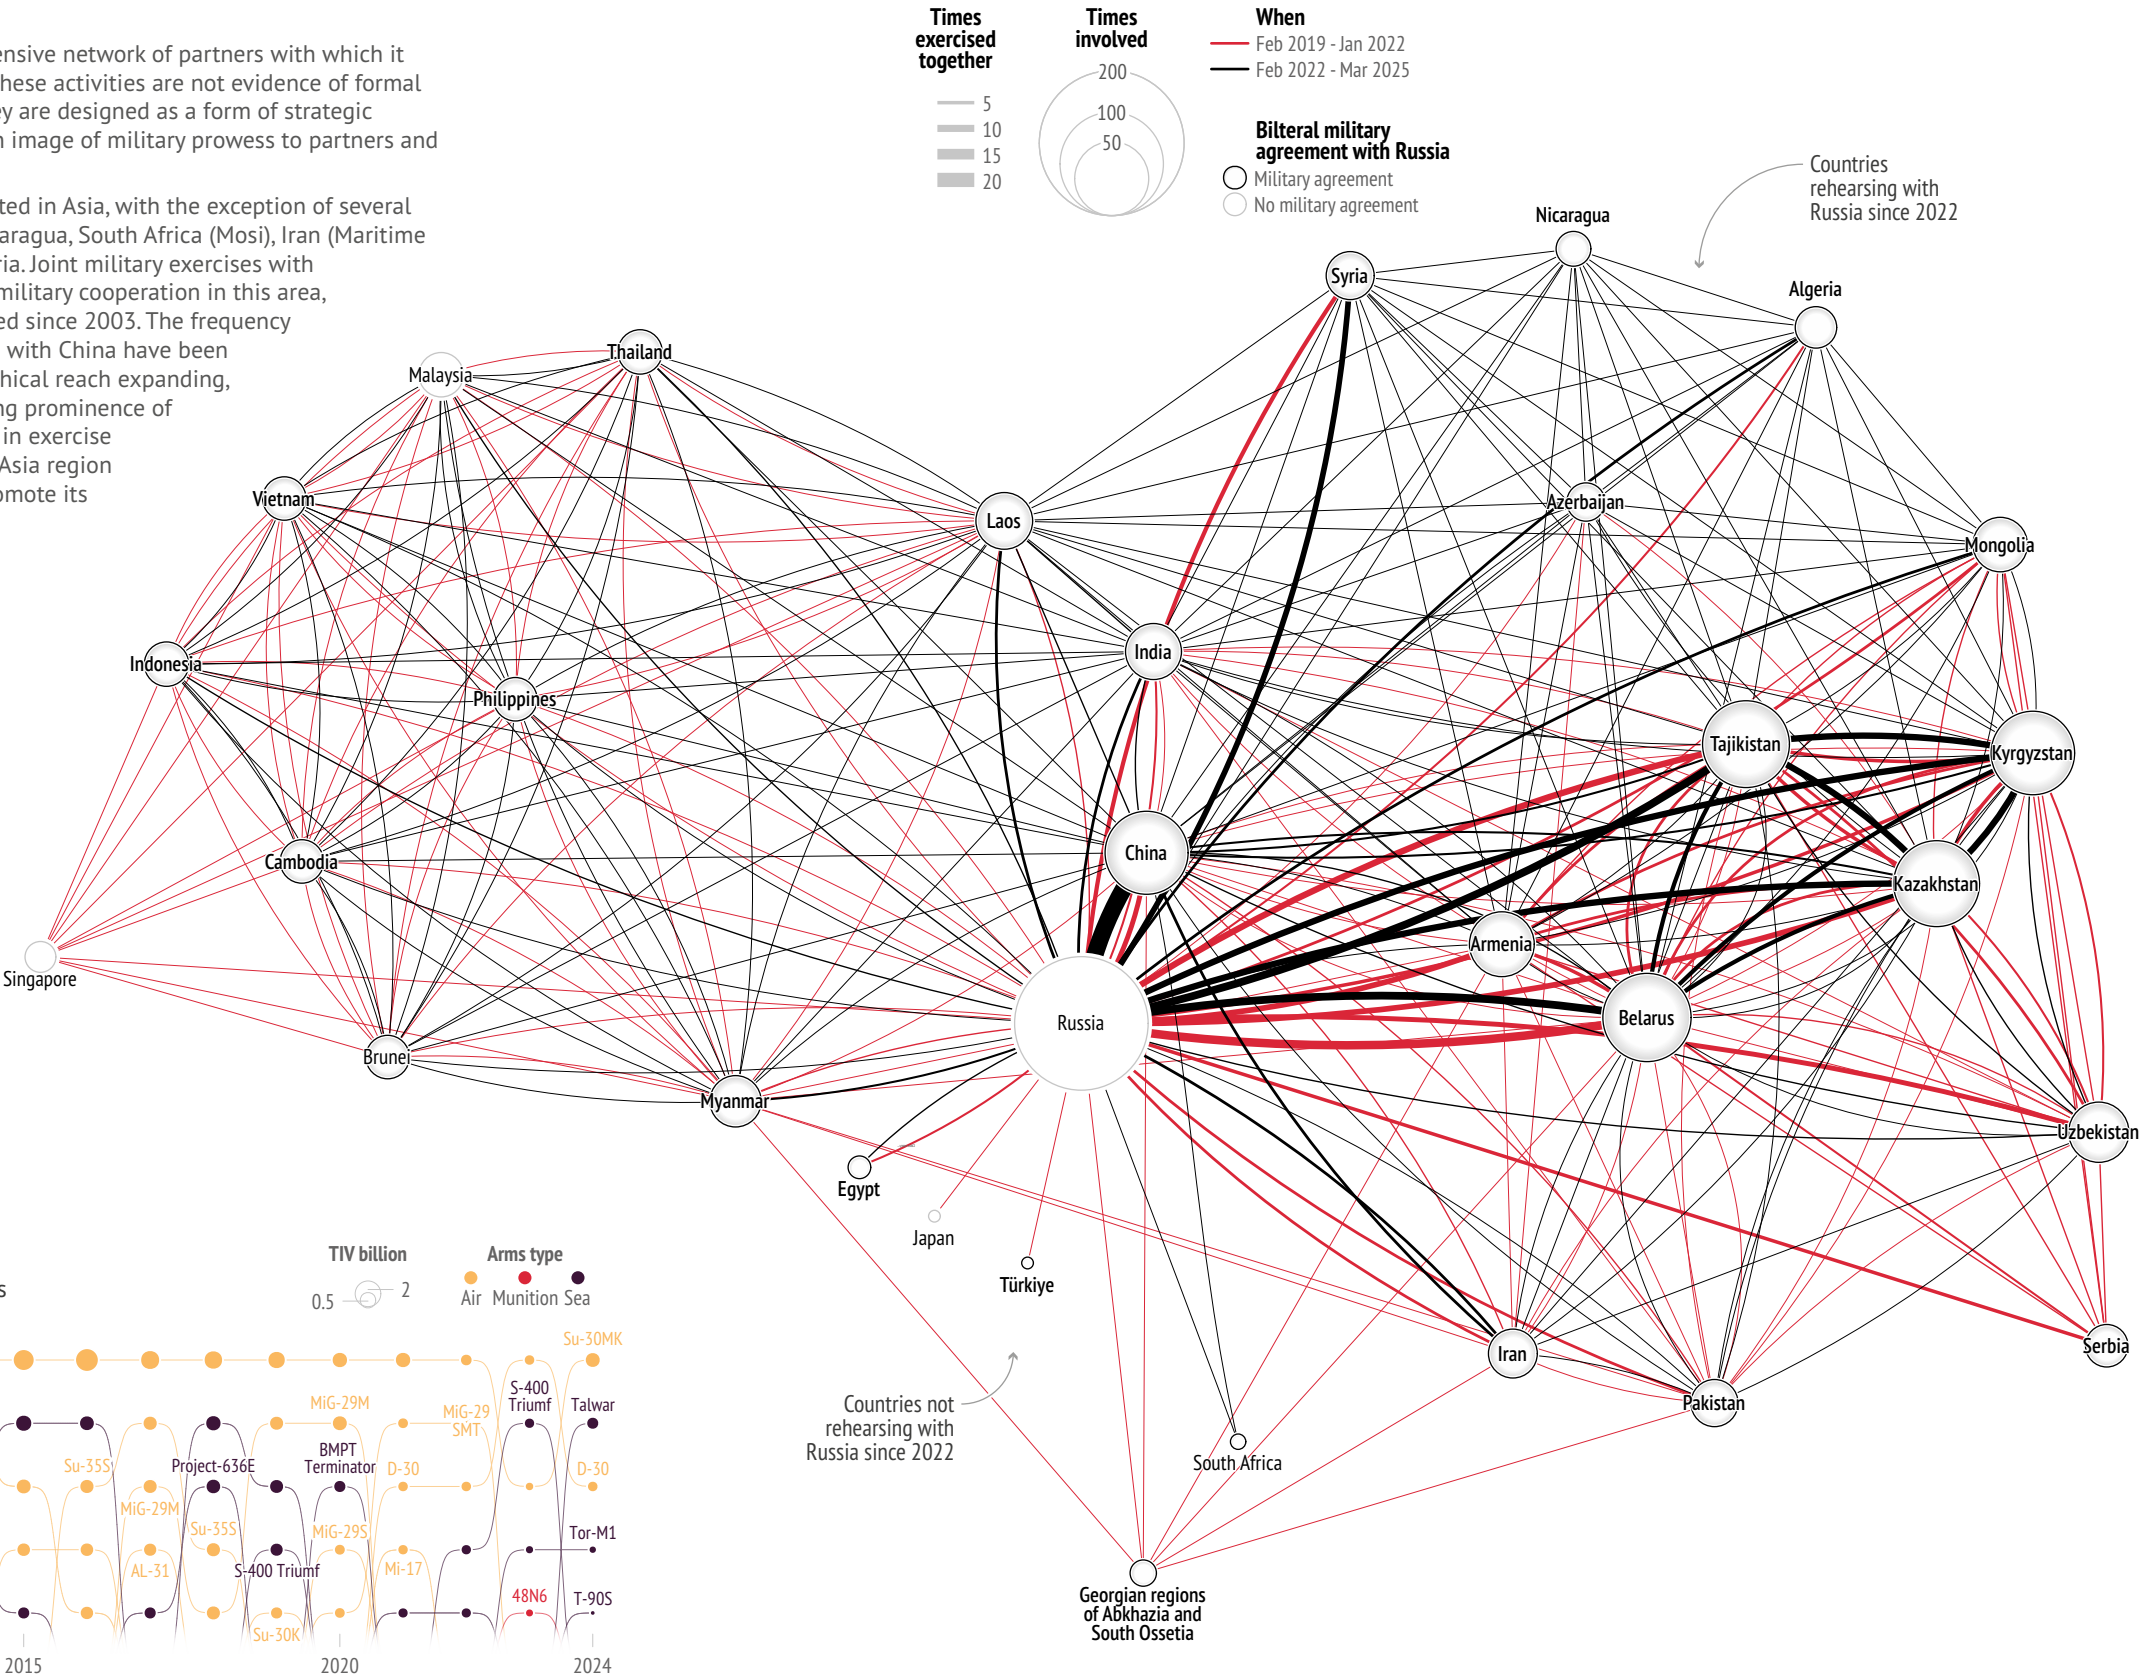 ensive network of partners with which it
hese activities are not evidence of formal
ey are designed as a form of strategic
n image of military prowess to partners and
ted in Asia, with the exception of several
aragua, South Africa (Mosi), Iran (Maritime
ria. Joint military exercises with
military cooperation in this area,
ed since 2003. The frequency
with China have been
hical reach expanding,
ng prominence of
in exercise
Asia region
omote its
Times
exercised
together
5
10
15
20
Times
involved
200
100
50
When
Feb 2019 - Jan 2022
Feb 2022 - Mar 2025
Bilteral military
agreement with Russia
Military agreement
No military agreement
Countries
rehearsing with
Russia since 2022
Nicaragua
Syria
Algeria
Thailand
Malaysia
Vietnam
Laos
Azerbaijan
Mongolia
Indonesia
India
Philippines
Tajikistan
Kyrgyzstan
China
Cambodia
Kazakhstan
Armenia
Singapore
Russia
Belarus
Brunei
Myanmar
Uzbekistan
Egypt
Japan
Türkiye
Serbia
Iran
Pakistan
Countries not
rehearsing with
Russia since 2022
South Africa
Georgian regions
of Abkhazia and
South Ossetia
s
TIV billion
0.5
2
Arms type
Air
Munition
Sea
Su-30MK
S-400
Triumf
Talwar
MiG-29M
MiG-29
SMT
BMPT
Terminator
Su-35S
Project-636E
D-30
D-30
MiG-29M
Su-35S
MiG-29S
Tor-M1
AL-31
S-400 Triumf
Mi-17
48N6
T-90S
Su-30K
2015
2020
2024